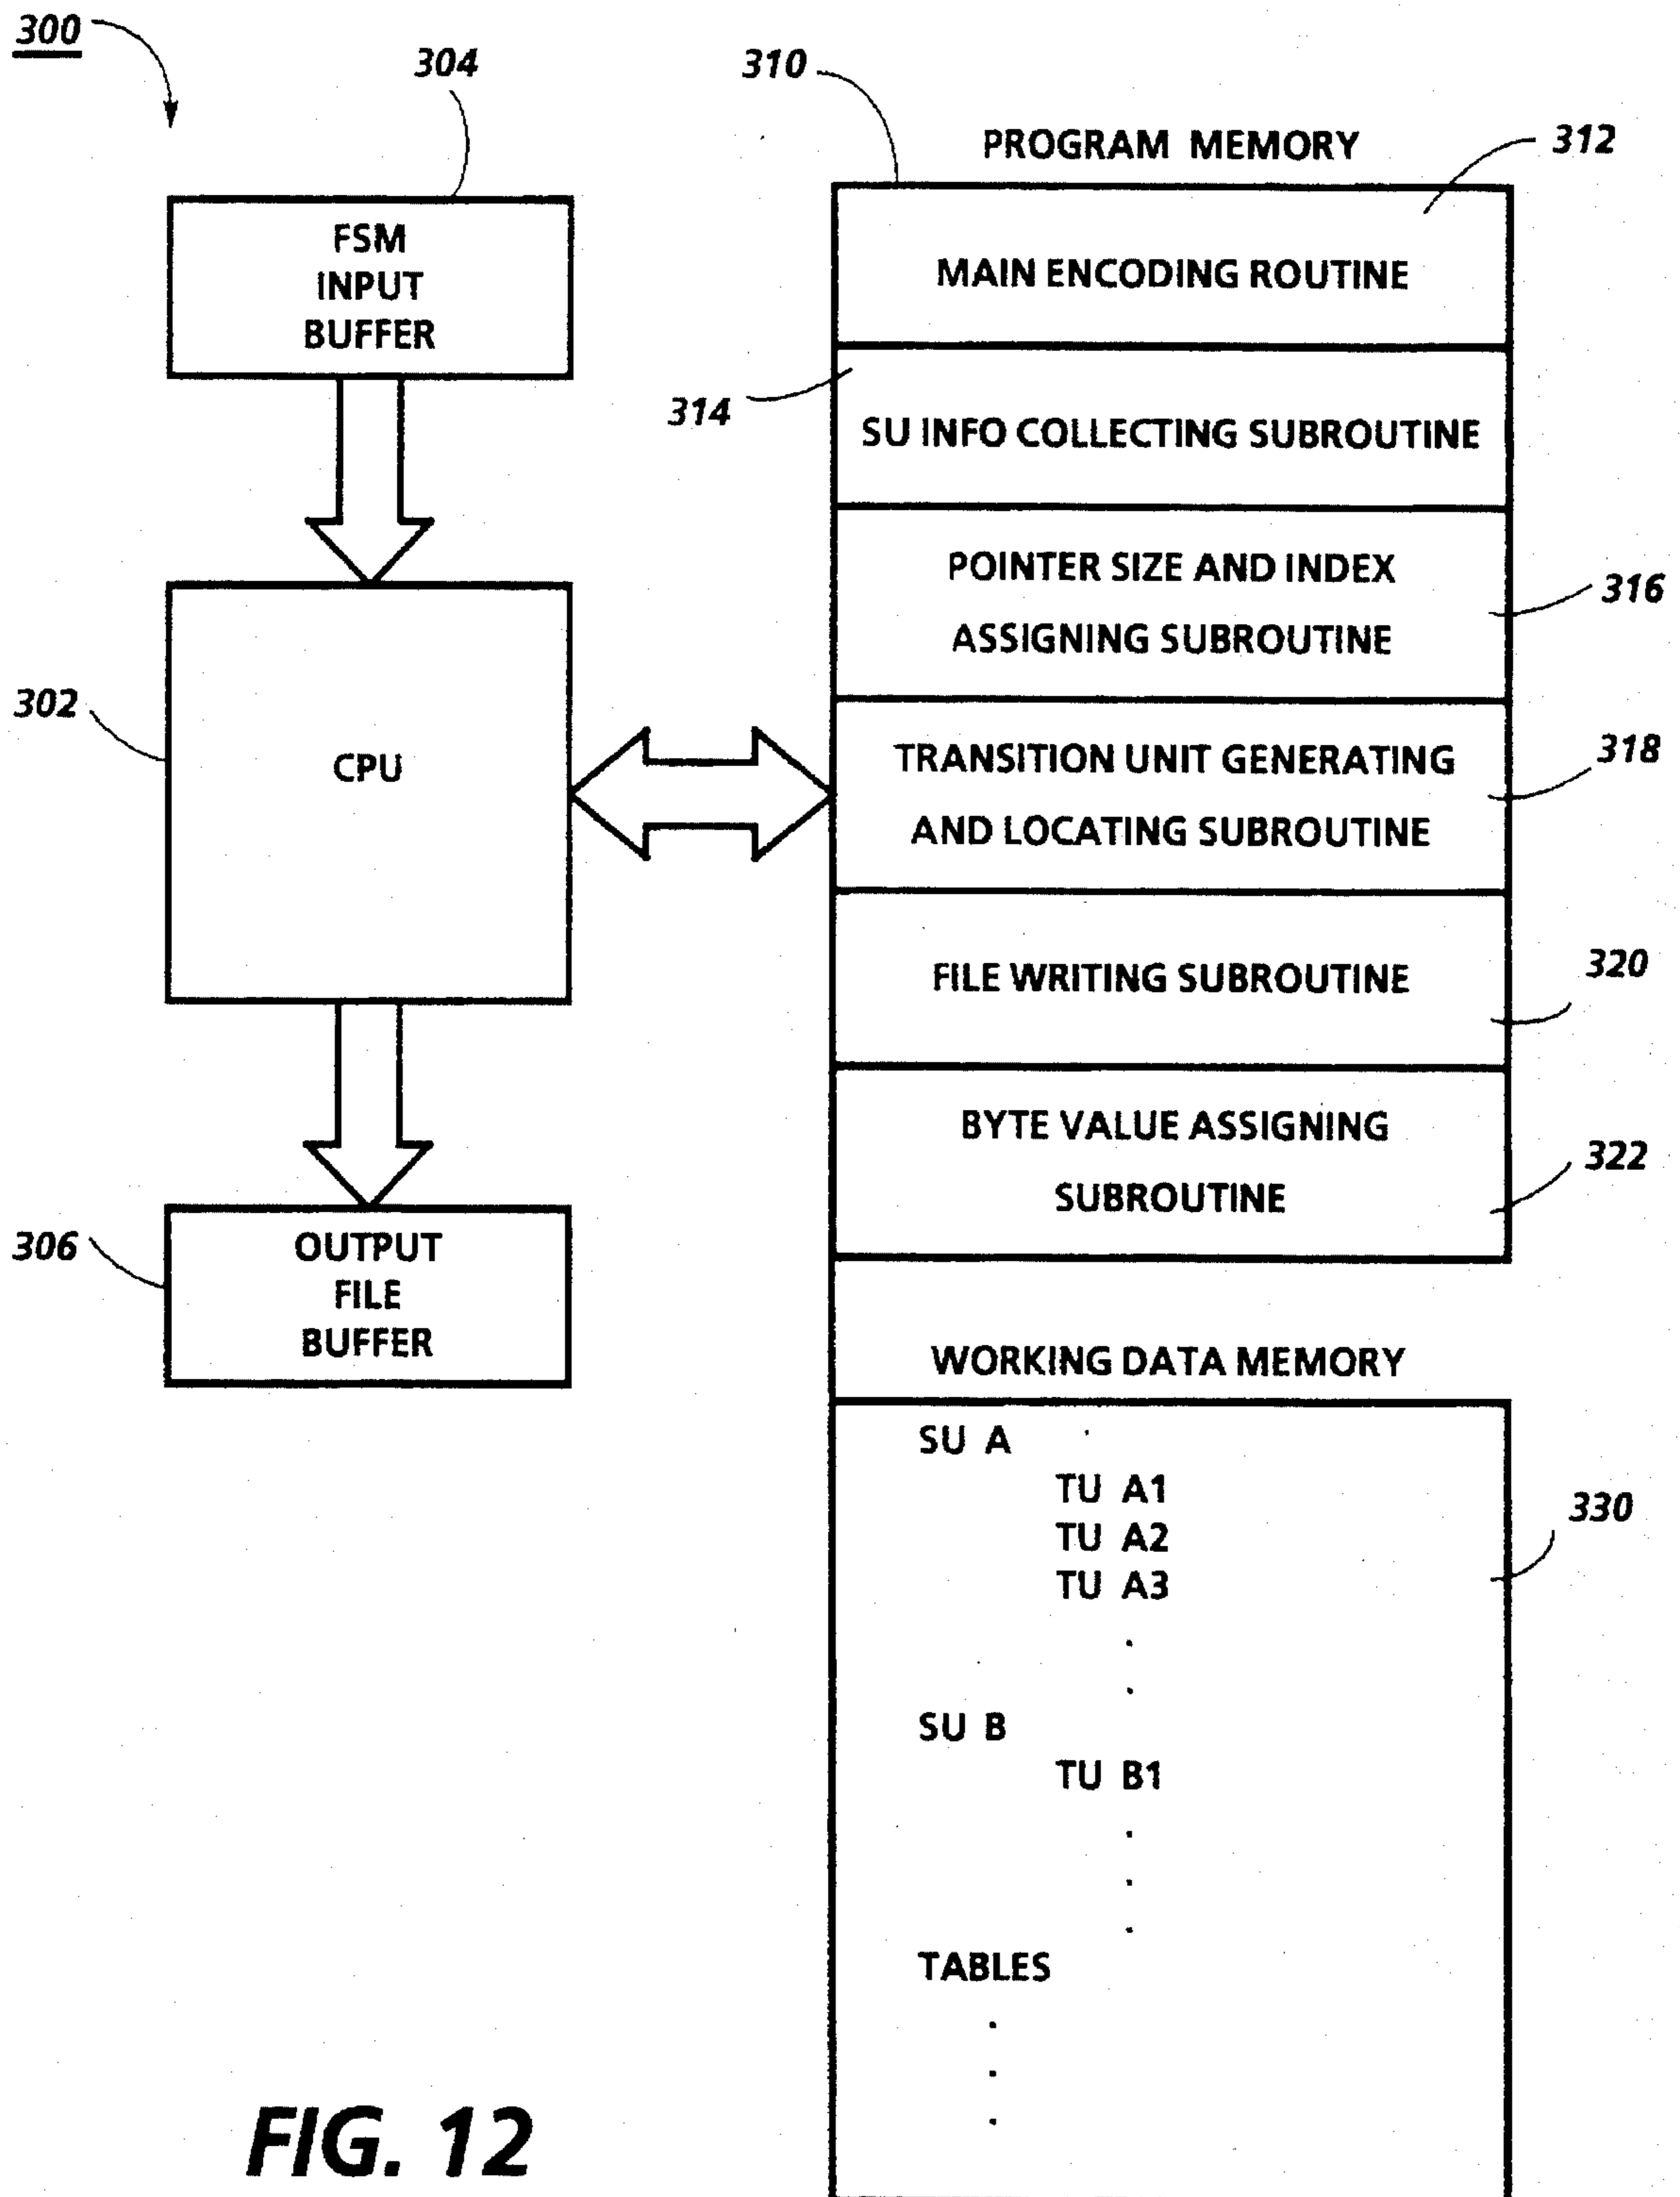 300
304
310
PROGRAM MEMORY
312
FSM
INPUT
BUFFER
MAIN ENCODING ROUTINE
314
SU INFO COLLECTING SUBROUTINE
POINTER SIZE AND INDEX
ASSIGNING SUBROUTINE
316
302
CPU
TRANSITION UNIT GENERATING
AND LOCATING SUBROUTINE
318
FILE WRITING SUBROUTINE
320
BYTE VALUE ASSIGNING
SUBROUTINE
322
306
OUTPUT
FILE
BUFFER
WORKING DATA MEMORY
SU A
TU A1
TU A2
TU A3
.
.
SU B
TU B1
.
.
.
TABLES
.
.
.
330
FIG. 12